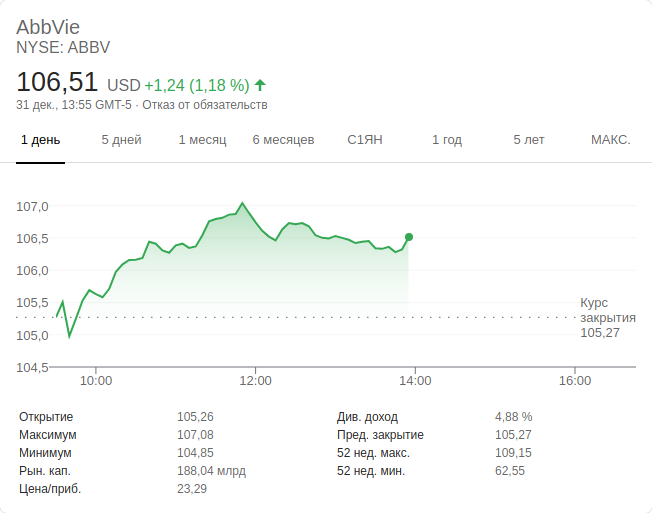 AbbVie
NYSE: ABBV
106,51 USD +1,24 (1,18 %)
31 дек., 13:55 GMT-5 · Отказ от обязательств
1 день 5 дней 1 месяц 6 месяцев С1ЯН 1 год 5 лет МАКС.
107,0
106,5
106,0
105,5
105,0
104,5
Курс
закрытия
105,27
10:00 12:00 14:00 16:00
Открытие 105,26
Максимум 107,08
Минимум 104,85
Рын. кап. 188,04 млрд
Цена/приб. 23,29
Див. доход 4,88 %
Пред. закрытие 105,27
52 нед. макс. 109,15
52 нед. мин. 62,55